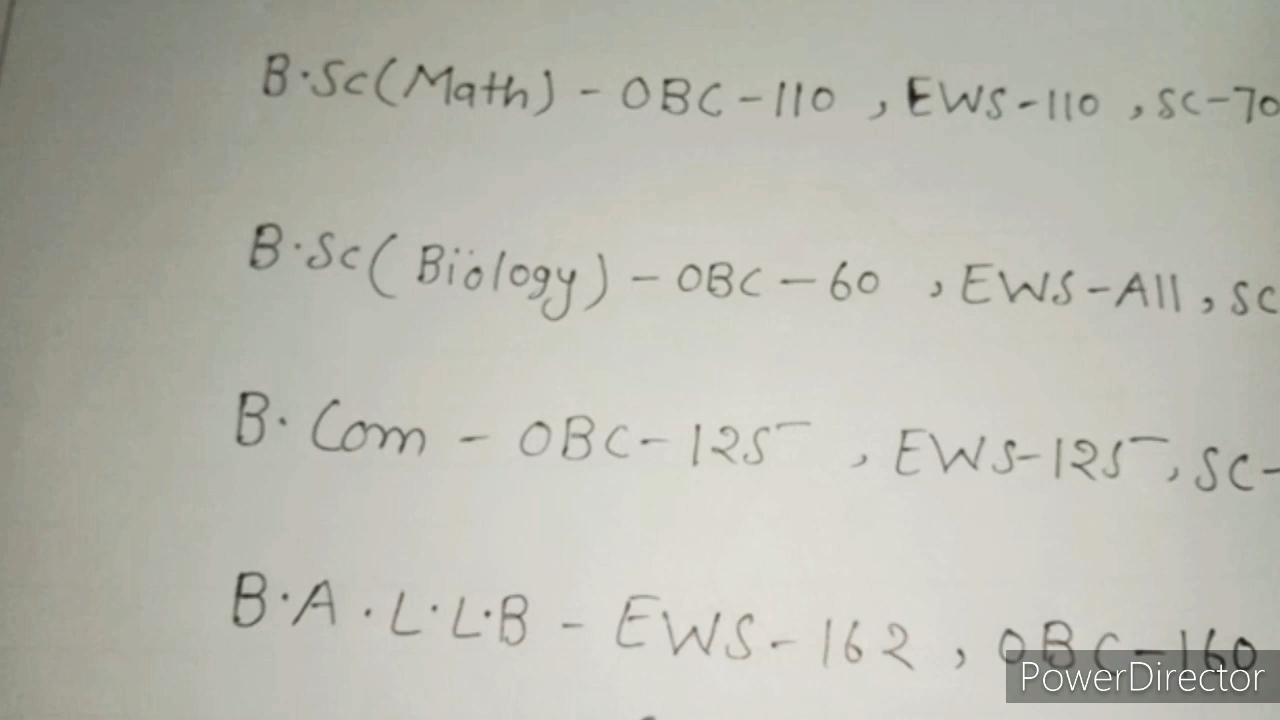 B.Sc(Math) - OBC-110 , EWS-110 , SC-70
B.Sc( Biology) - OBC - 60 , EWS-All , SC
B. Com - OBC- 125 , EWS-125 , SC-
B.A.L.L.B - EWS-162 , OBC-160
PowerDirector